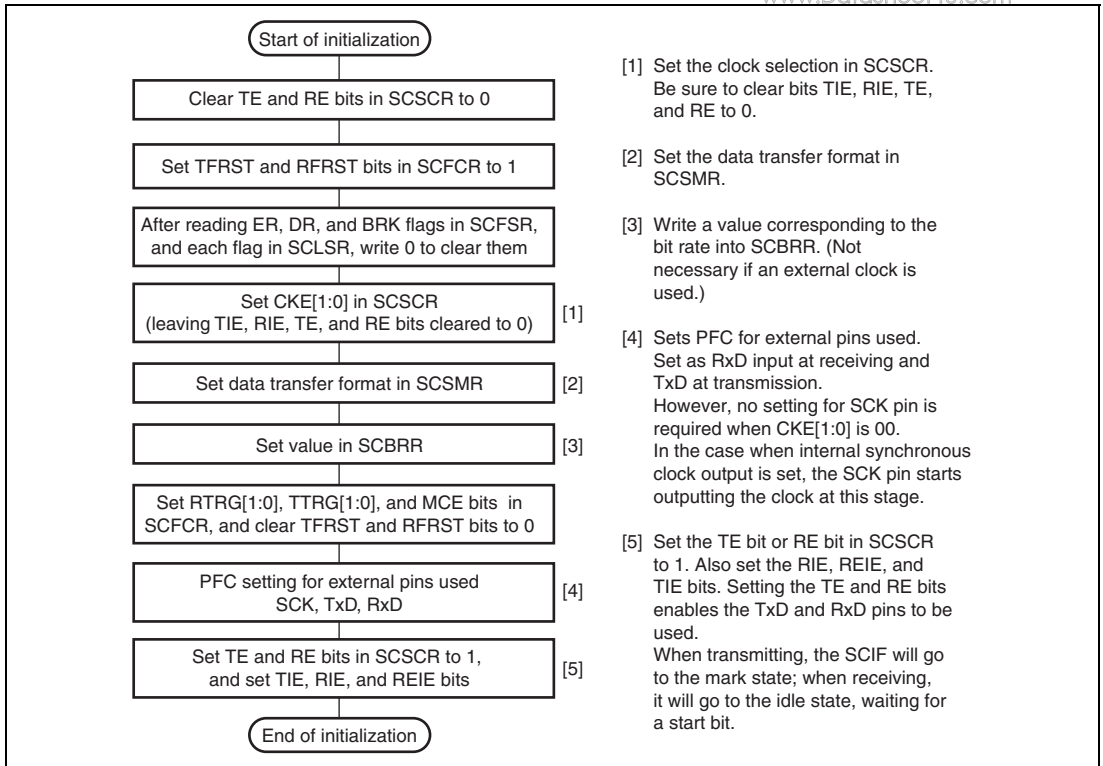 www.DataSheet4U.com
Start of initialization
Clear TE and RE bits in SCSCR to 0
Set TFRST and RFRST bits in SCFCR to 1
After reading ER, DR, and BRK flags in SCFSR,
and each flag in SCLSR, write 0 to clear them
Set CKE[1:0] in SCSCR
(leaving TIE, RIE, TE, and RE bits cleared to 0)
[1]
Set data transfer format in SCSMR
[2]
Set value in SCBRR
[3]
Set RTRG[1:0], TTRG[1:0], and MCE bits in
SCFCR, and clear TFRST and RFRST bits to 0
PFC setting for external pins used
SCK, TxD, RxD
[4]
Set TE and RE bits in SCSCR to 1,
and set TIE, RIE, and REIE bits
[5]
End of initialization
[1] Set the clock selection in SCSCR.
Be sure to clear bits TIE, RIE, TE,
and RE to 0.
[2] Set the data transfer format in
SCSMR.
[3] Write a value corresponding to the
bit rate into SCBRR. (Not
necessary if an external clock is
used.)
[4] Sets PFC for external pins used.
Set as RxD input at receiving and
TxD at transmission.
However, no setting for SCK pin is
required when CKE[1:0] is 00.
In the case when internal synchronous
clock output is set, the SCK pin starts
outputting the clock at this stage.
[5] Set the TE bit or RE bit in SCSCR
to 1. Also set the RIE, REIE, and
TIE bits. Setting the TE and RE bits
enables the TxD and RxD pins to be
used.
When transmitting, the SCIF will go
to the mark state; when receiving,
it will go to the idle state, waiting for
a start bit.